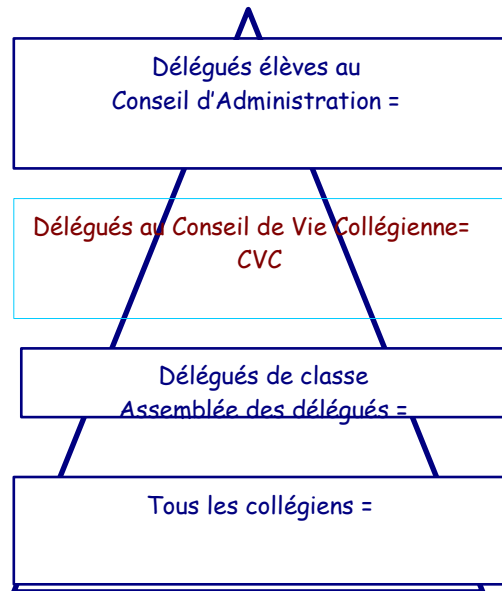 Délégués élèves au
Conseil d'Administration =
Délégués au Conseil de Vie Collégienne=
CVC
Délégués de classe
Assemblée des délégués =
Tous les collégiens =